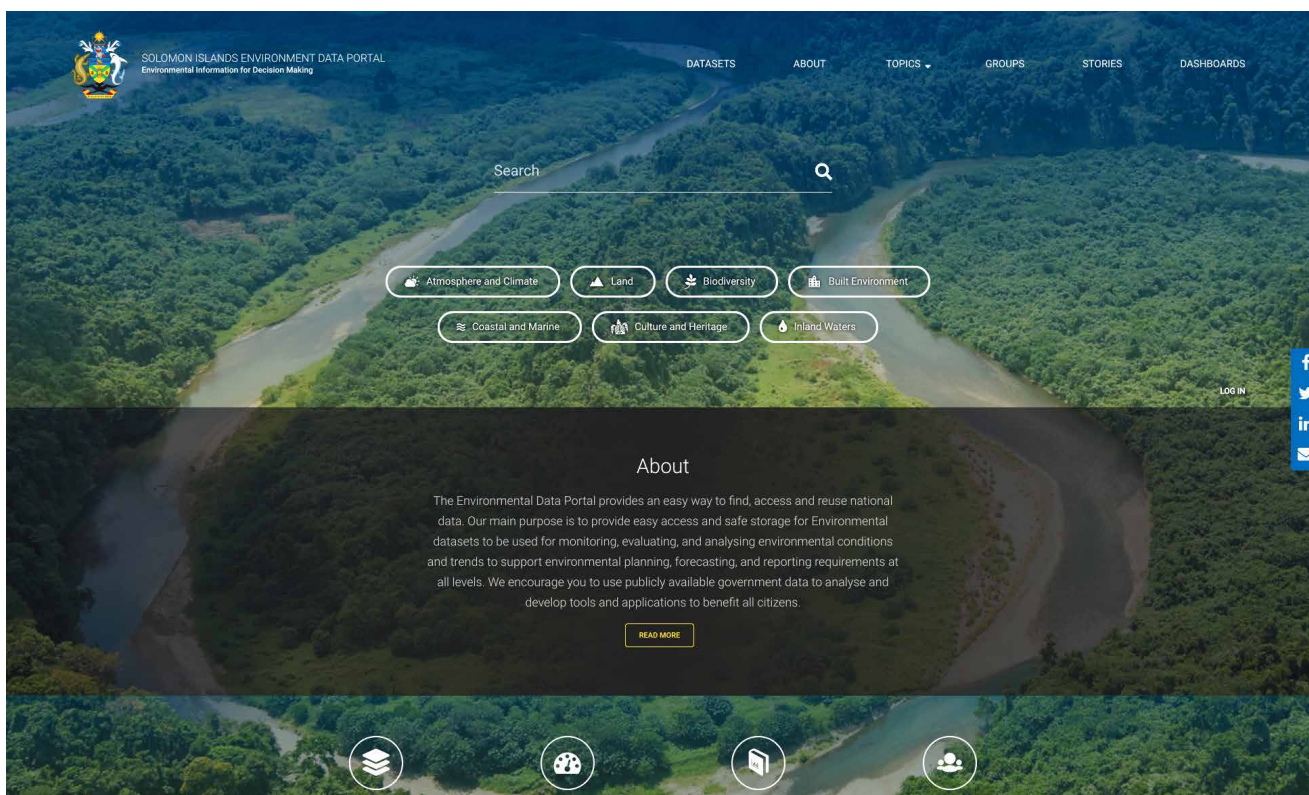 SOLOMON ISLANDS ENVIRONMENT DATA PORTAL
Environmental Information for Decision Making
DATASETS
ABOUT
TOPICS
GROUPS
STORIES
DASHBOARDS
Search
Atmosphere and Climate
Land
Biodiversity
Built Environment
Coastal and Marine
Culture and Heritage
Inland Waters
LOG IN
About
The Environmental Data Portal provides an easy way to find, access and reuse national
data. Our main purpose is to provide easy access and safe storage for Environmental
datasets to be used for monitoring, evaluating, and analysing environmental conditions
and trends to support environmental planning, forecasting, and reporting requirements at
all levels. We encourage you to use publicly available government data to analyse and
develop tools and applications to benefit all citizens.
READ MORE